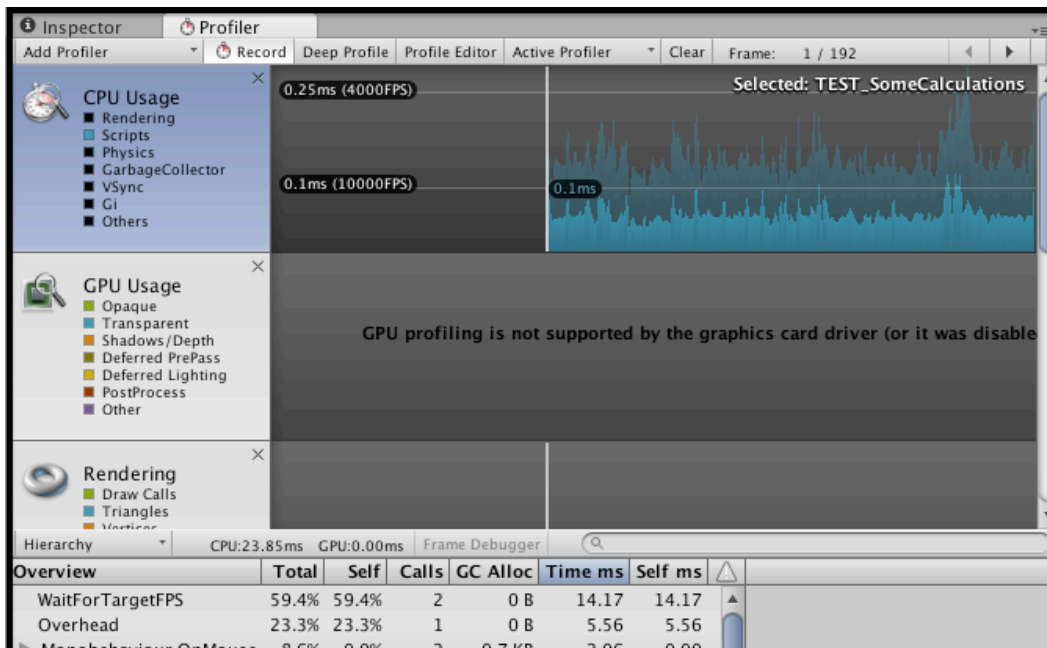 Inspector Profiler
Add Profiler Record Deep Profile Profile Editor Active Profiler Clear Frame: 1 / 192
CPU Usage
Rendering
Scripts
Physics
GarbageCollector
VSync
Gi
Others
0.25ms (4000FPS)
Selected: TEST_SomeCalculations
0.1ms (10000FPS)
0.1ms
GPU Usage
Opaque
Transparent
Shadows/Depth
Deferred PrePass
Deferred Lighting
PostProcess
Other
GPU profiling is not supported by the graphics card driver (or it was disable
Rendering
Draw Calls
Triangles
Vertices
Hierarchy CPU:23.85ms GPU:0.00ms Frame Debugger
Overview Total Self Calls GC Alloc Time ms Self ms
WaitForTargetFPS 59.4% 59.4% 2 0 B 14.17 14.17
Overhead 23.3% 23.3% 1 0 B 5.56 5.56